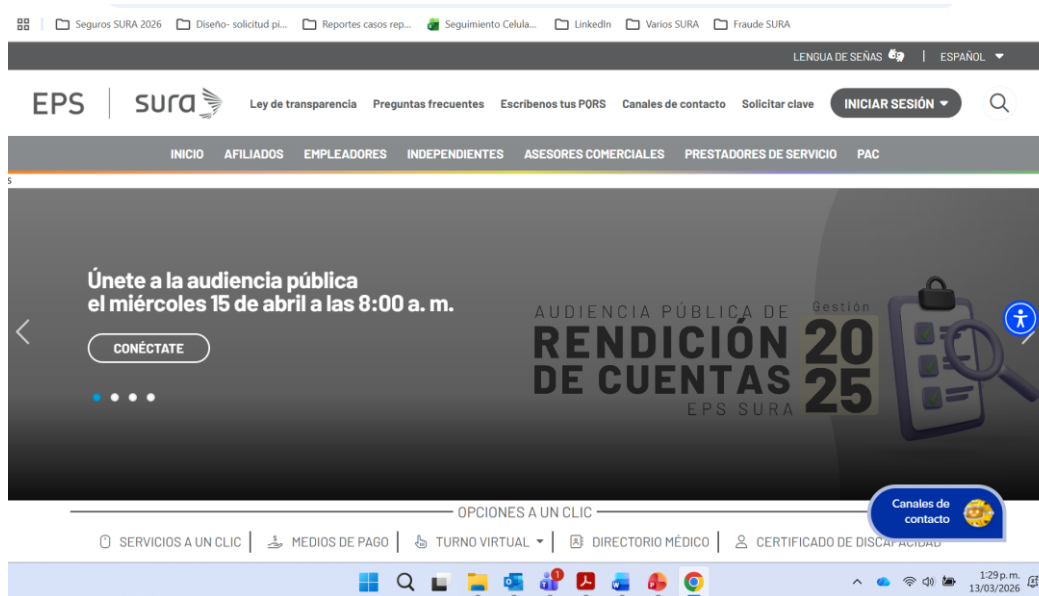 Seguros SURA 2026 Diseño- solicitud pi... Reportes casos rep... Seguimiento Celula... LinkedIn Varios SURA Fraude SURA
LENGUA DE SEÑAS | ESPAÑOL
EPS | sura Ley de transparencia Preguntas frecuentes Escríbenos tus PQRS Canales de contacto Solicitar clave INICIAR SESIÓN
INICIO AFILIADOS EMPLEADORES INDEPENDIENTES ASESORES COMERCIALES PRESTADORES DE SERVICIO PAC
s
Únete a la audiencia pública
el miércoles 15 de abril a las 8:00 a. m.
CONÉCTATE
AUDIENCIA PÚBLICA DE Gestión
RENDICIÓN 20
DE CUENTAS 25
EPS SURA
Canales de
contacto
OPCIONES A UN CLIC
SERVICIOS A UN CLIC | MEDIOS DE PAGO | TURNO VIRTUAL | DIRECTORIO MÉDICO | CERTIFICADO DE DISCAPACIDAD
1
1:29 p. m.
13/03/2026